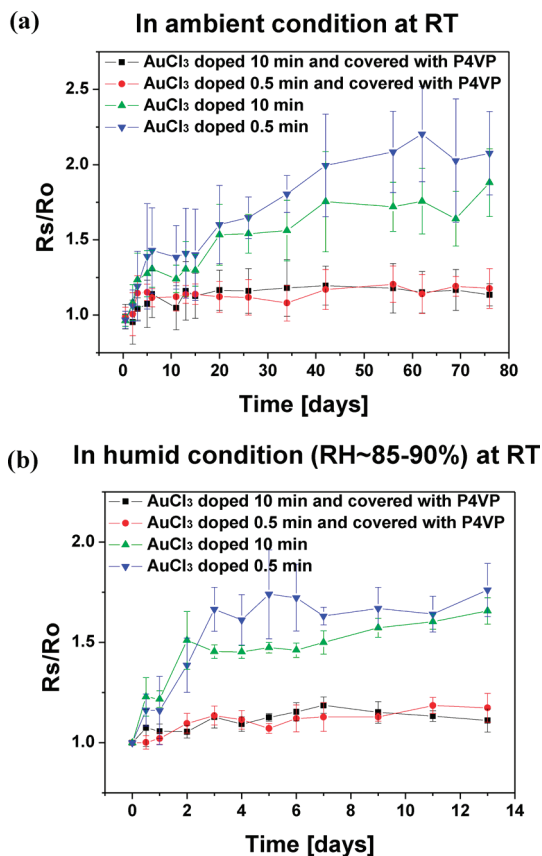 (a) In ambient condition at RT
AuCl₃ doped 10 min and covered with P4VP
AuCl₃ doped 0.5 min and covered with P4VP
AuCl₃ doped 10 min
AuCl₃ doped 0.5 min
2.5
2.0
1.5
1.0
Rs/Ro
0 10 20 30 40 50 60 70 80
Time [days]
(b) In humid condition (RH~85-90%) at RT
AuCl₃ doped 10 min and covered with P4VP
AuCl₃ doped 0.5 min and covered with P4VP
AuCl₃ doped 10 min
AuCl₃ doped 0.5 min
2.0
1.5
1.0
Rs/Ro
0 2 4 6 8 10 12 14
Time [days]